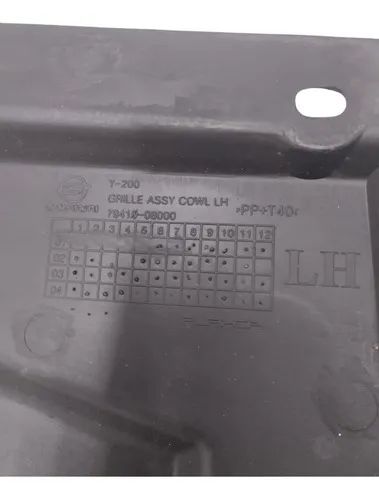 Y-200
GRILLE ASSY COWL LH
79410-08000
>PP+T40<
1 2 3 4 5 6 7 8 9 10 11 12
02
03
04
LH